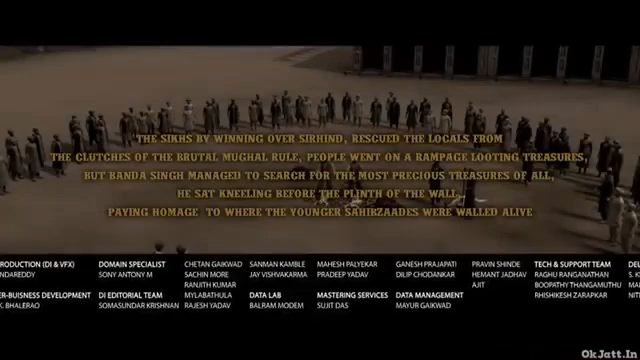 THE SIKHS BY WINNING OVER SIRHIND, RESCUED THE LOCALS FROM
THE CLUTCHES OF THE BRUTAL MUGHAL RULE, PEOPLE WENT ON A RAMPAGE LOOTING TREASURES,
BUT BANDA SINGH MANAGED TO SEARCH FOR THE MOST PRECIOUS TREASURES OF ALL,
HE SAT KNEELING BEFORE THE PLINTH OF THE WALL,
PAYING HOMAGE TO WHERE THE YOUNGER SAHIBZAADES WERE WALLED ALIVE
RODUCTION (DI & VFX)
NDAREDDY
ER-BUISNESS DEVELOPMENT
K. BHALERAO
DOMAIN SPECIALIST
SONY ANTONY M
DI EDITORIAL TEAM
SOMASUNDAR KRISHNAN
CHETAN GAIKWAD
SACHIN MORE
RANJITH KUMAR
MYLABATHULA
RAJESH YADAV
SANMAN KAMBLE
JAY VISHVAKARMA
DATA LAB
BALRAM MODEM
MAHESH PALYEKAR
PRADEEP YADAV
MASTERING SERVICES
SUJIT DAS
GANESH PRAJAPATI
DILIP CHODANKAR
DATA MANAGEMENT
MAYUR GAIKWAD
PRAVIN SHINDE
HEMANT JADHAV
AJIT
TECH & SUPPORT TEAM
RAGHU RANGANATHAN
BOOPATHY THANGAMUTHU
RHISHIKESH ZARAPKAR
DEL
S. K
MAI
NITE
OkJatt.In